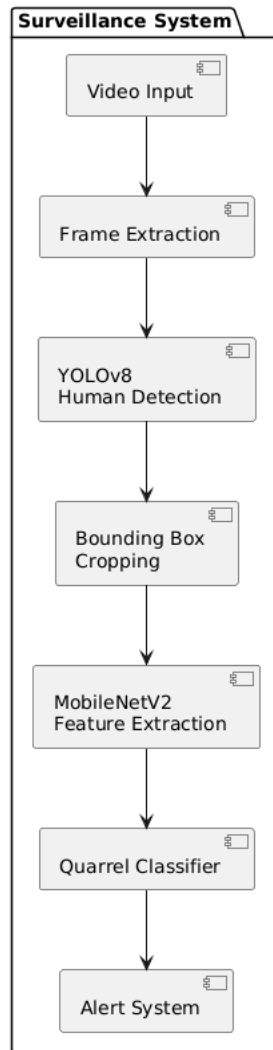 Surveillance System
Video Input
Frame Extraction
YOLOv8
Human Detection
Bounding Box
Cropping
MobileNetV2
Feature Extraction
Quarrel Classifier
Alert System